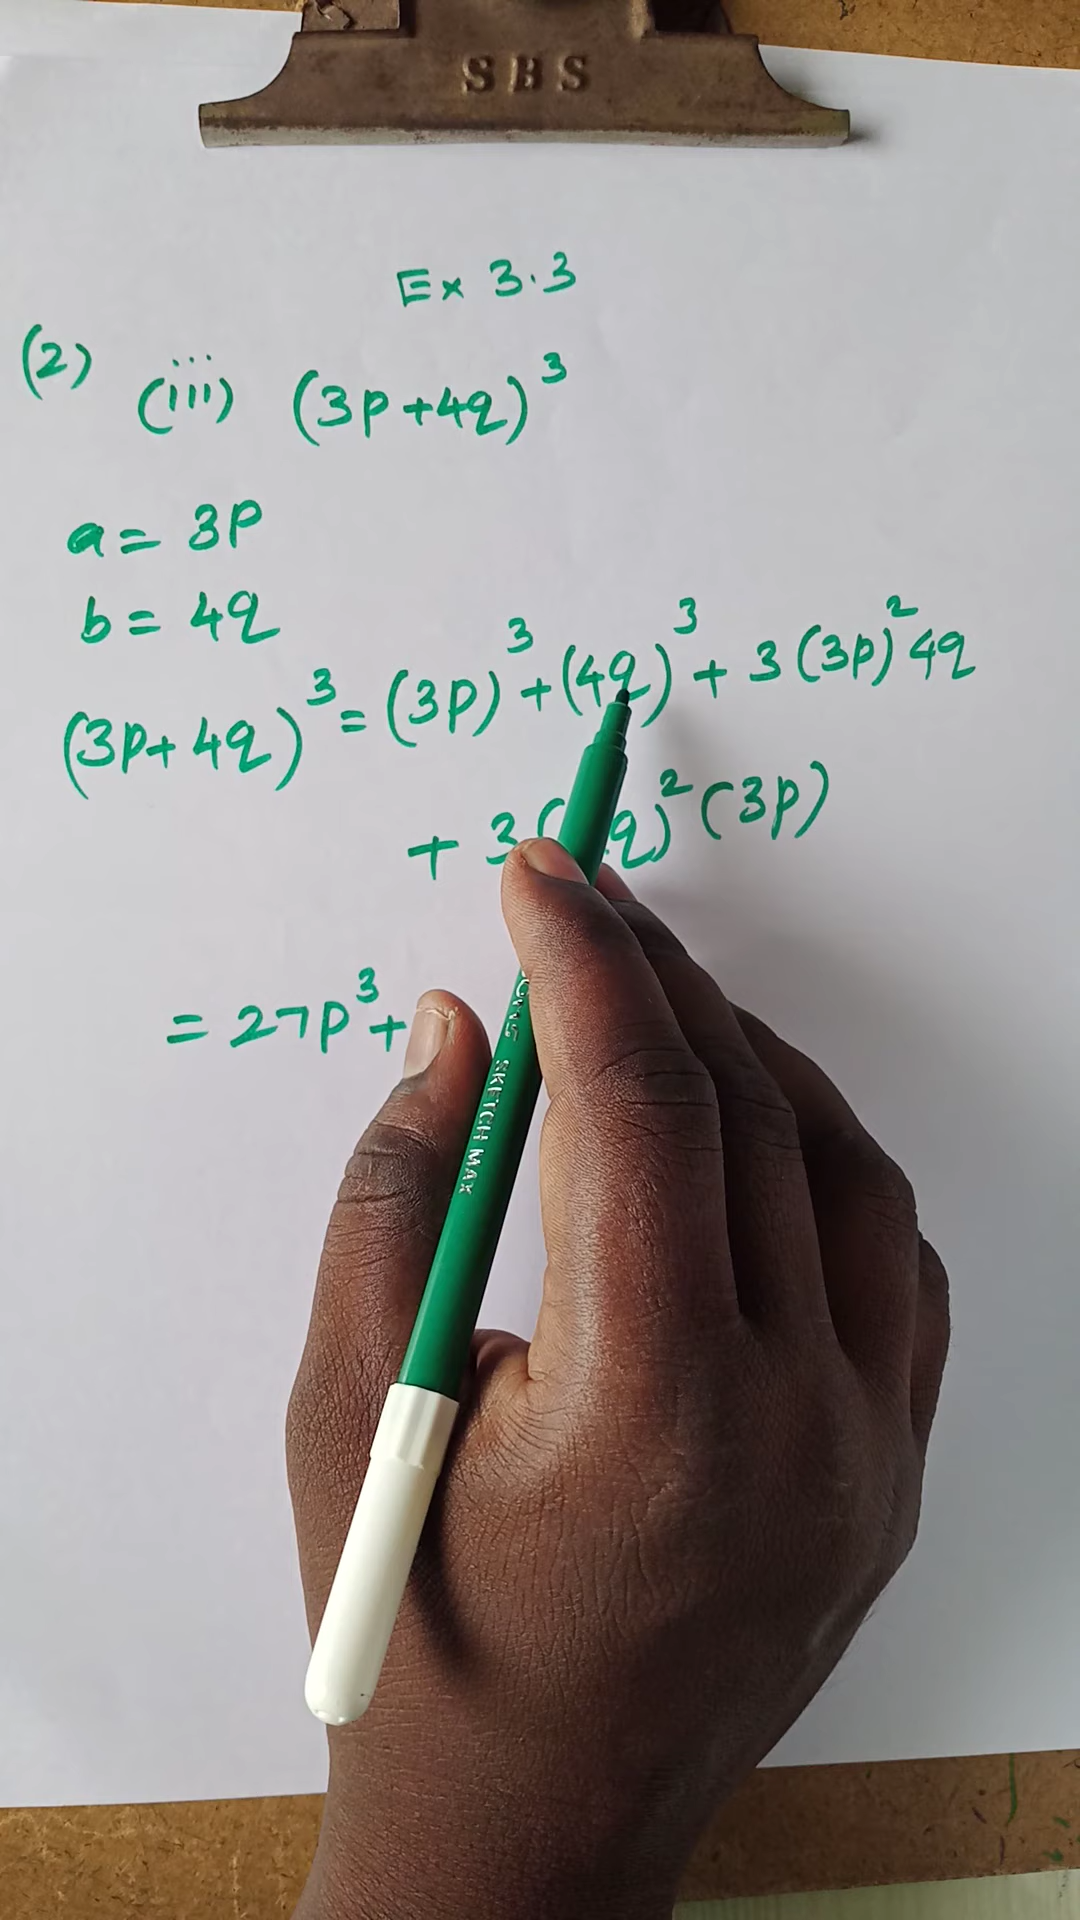 SBS
Ex 3.3
(2) (iii) (3p+4q)³
a = 3p
b = 4q
(3p+4q)³ = (3p)³ + (4q)³ + 3(3p)² 4q
+ 3( q)² (3p)
= 27p³ +
SKETCH MAX